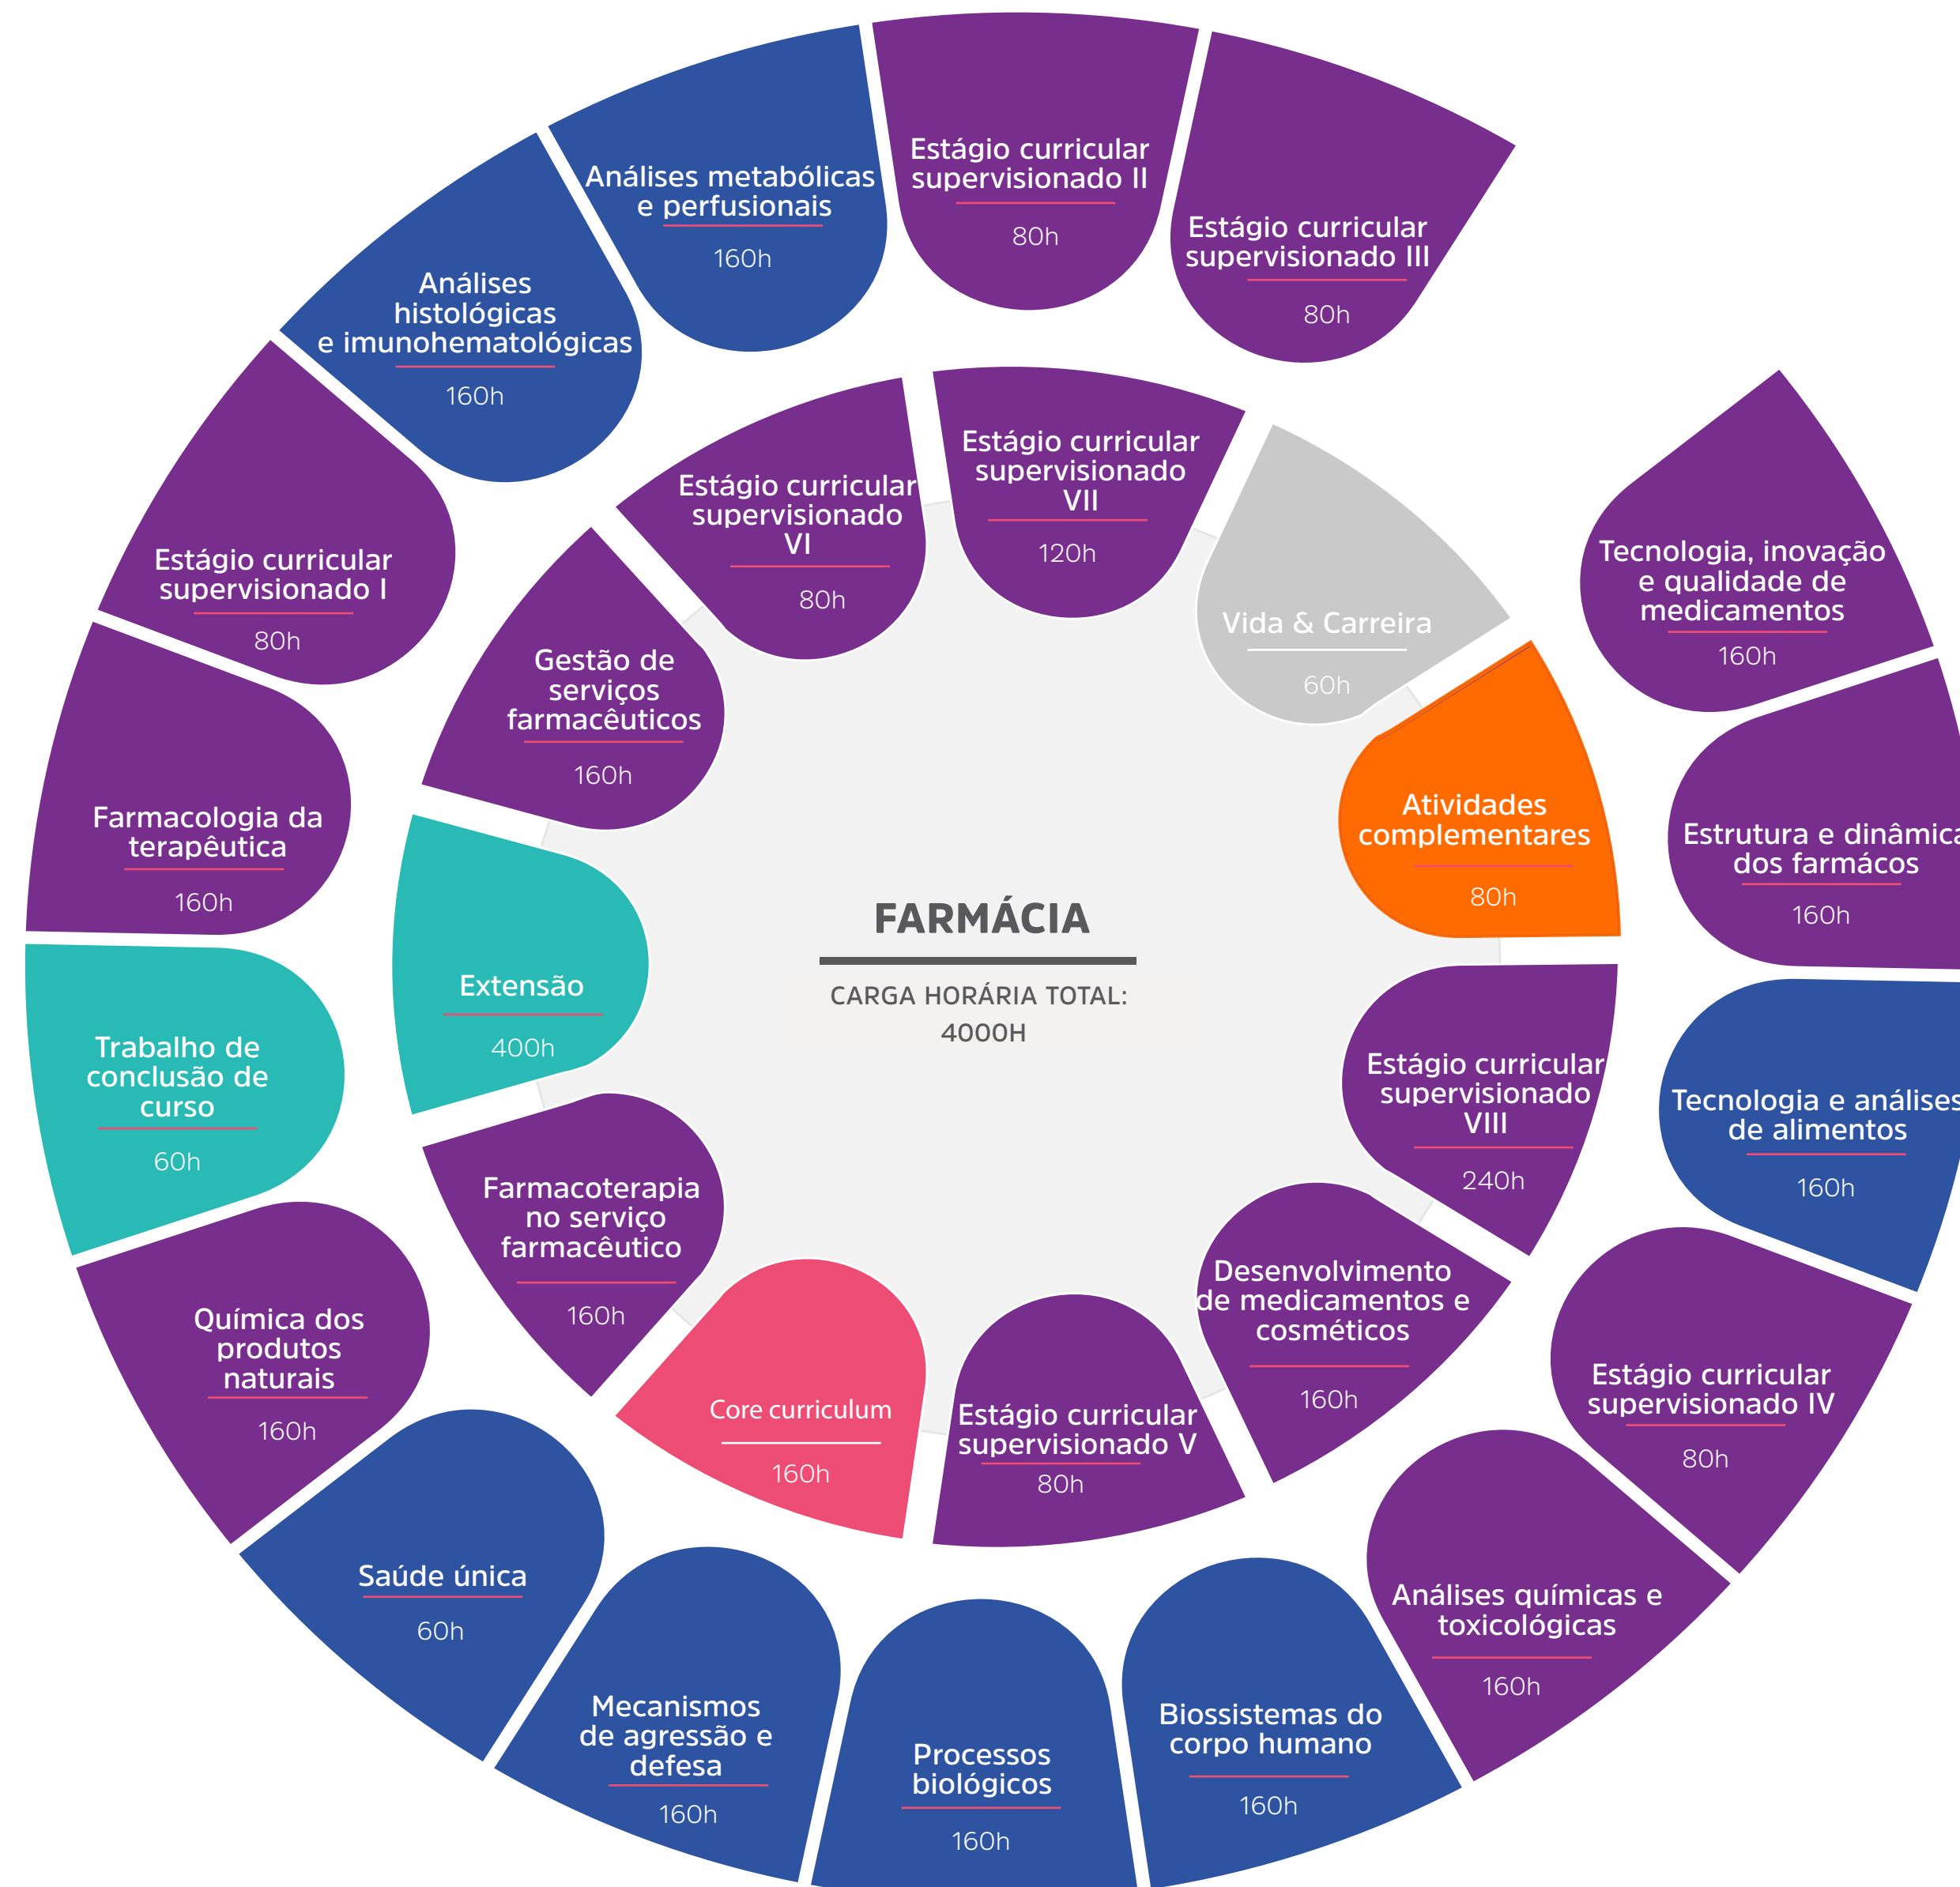 Estágio curricular
supervisionado II
80h
Estágio curricular
supervisionado III
80h
Análises metabólicas
e perfusionais
160h
Análises
histológicas
e imunohematológicas
160h
Estágio curricular
supervisionado I
80h
Farmacologia da
terapêutica
160h
Trabalho de
conclusão de
curso
60h
Química dos
produtos
naturais
160h
Saúde única
60h
Mecanismos
de agressão e
defesa
160h
Processos
biológicos
160h
Biossistemas do
corpo humano
160h
Análises químicas e
toxicológicas
160h
Estágio curricular
supervisionado IV
80h
Tecnologia e análises
de alimentos
160h
Estrutura e dinâmica
dos farmácos
160h
Tecnologia, inovação
e qualidade de
medicamentos
160h
Estágio curricular
supervisionado
VI
80h
Estágio curricular
supervisionado
VII
120h
Vida & Carreira
60h
Atividades
complementares
80h
Estágio curricular
supervisionado
VIII
240h
Desenvolvimento
de medicamentos e
cosméticos
160h
Estágio curricular
supervisionado V
80h
Core curriculum
160h
Farmacoterapia
no serviço
farmacêutico
160h
Extensão
400h
Gestão de
serviços
farmacêuticos
160h
FARMÁCIA
CARGA HORÁRIA TOTAL:
4000H